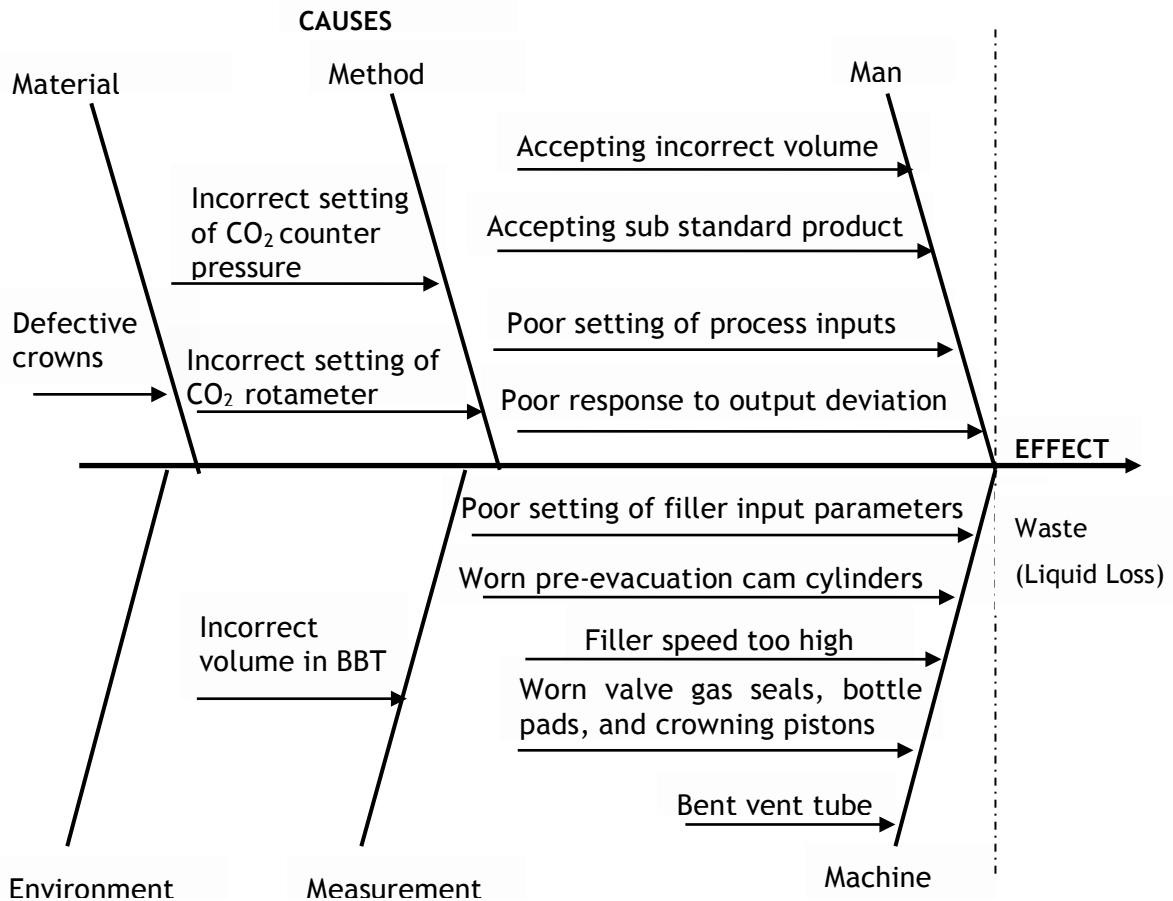 CAUSES
Material
Method
Man
Accepting incorrect volume
Incorrect setting
of CO₂ counter
pressure
Accepting sub standard product
Defective
crowns
Poor setting of process inputs
Incorrect setting of
CO₂ rotameter
Poor response to output deviation
EFFECT
Poor setting of filler input parameters
Waste
(Liquid Loss)
Worn pre-evacuation cam cylinders
Incorrect
volume in BBT
Filler speed too high
Worn valve gas seals, bottle
pads, and crowning pistons
Bent vent tube
Environment
Measurement
Machine